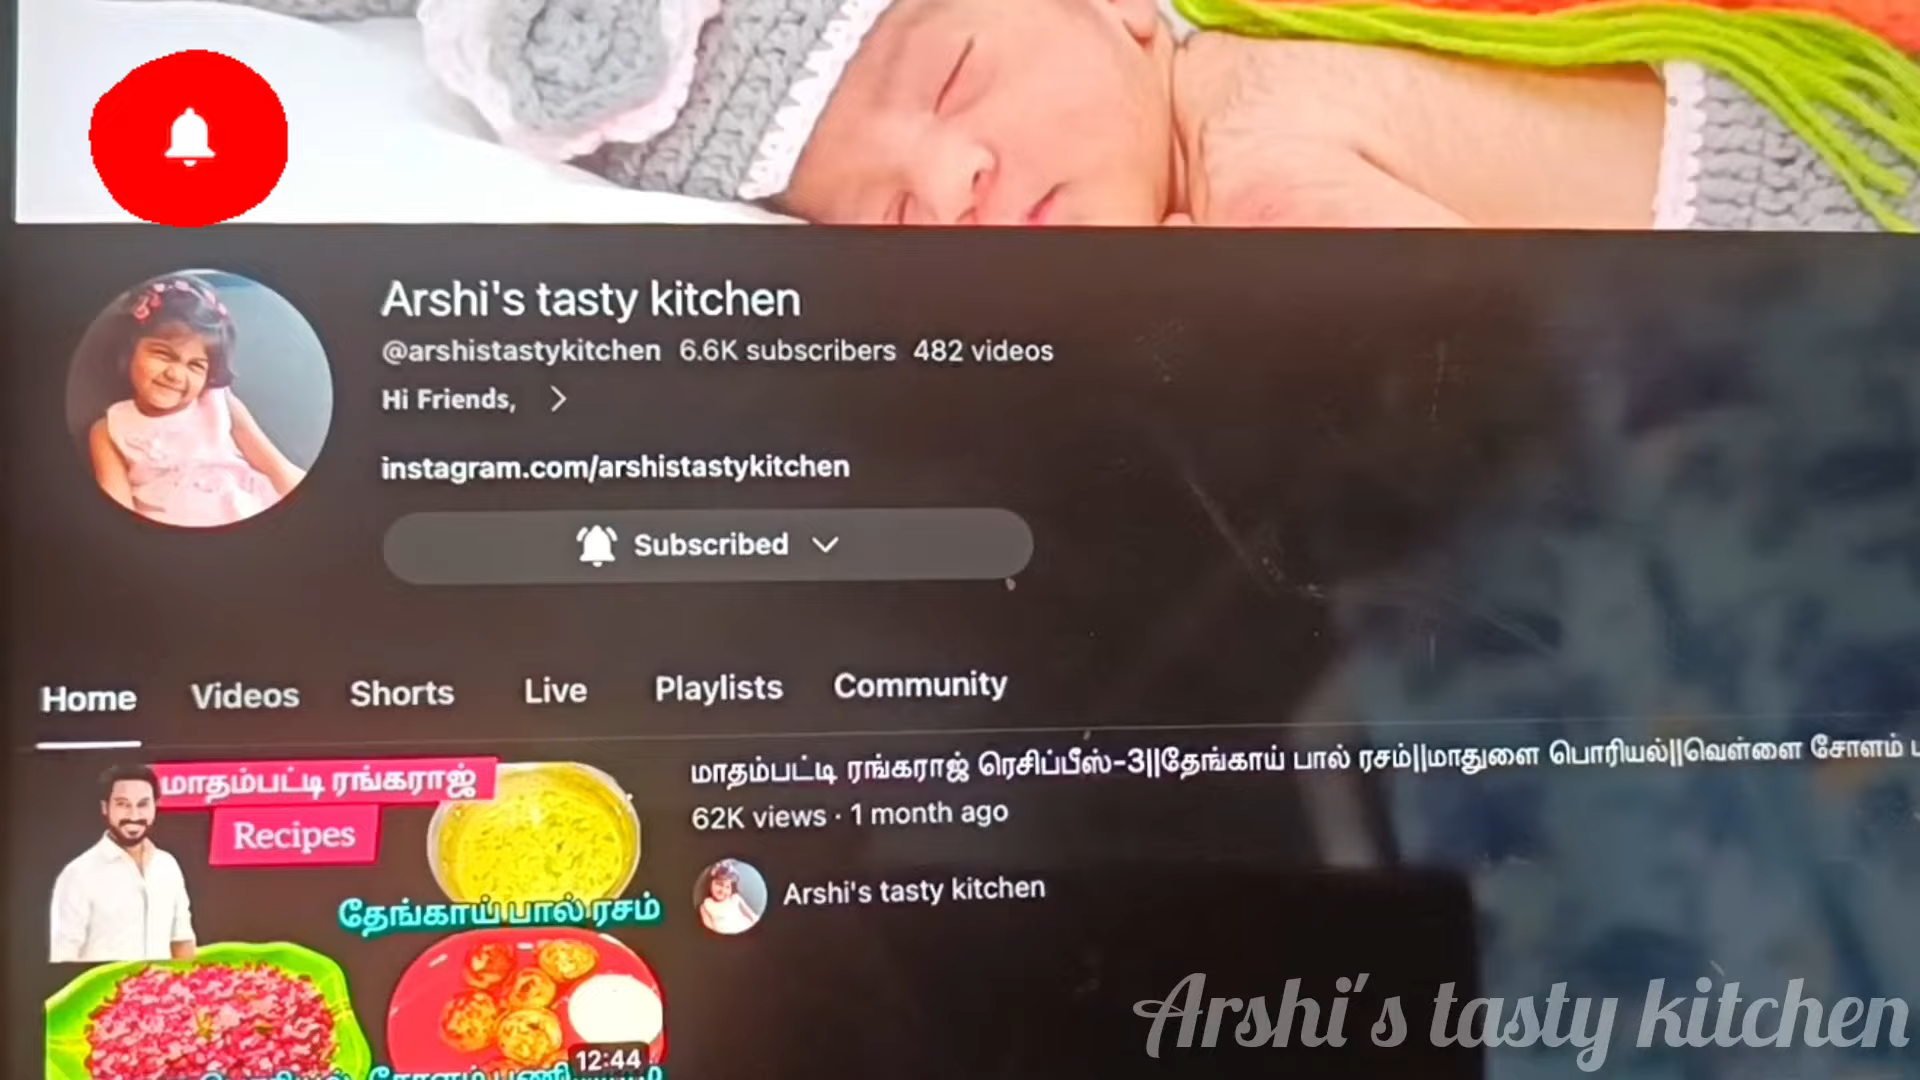 Arshi's tasty kitchen
@arshistastykitchen 6.6K subscribers 482 videos
Hi Friends,
instagram.com/arshistastykitchen
Subscribed
Home Videos Shorts Live Playlists Community
மாதம்பட்டி ரங்கராஜ்
Recipes
தேங்காய் பால் ரசம்
12:44
மாதம்பட்டி ரங்கராஜ் ரெசிப்பீஸ்-3||தேங்காய் பால் ரசம்||மாதுளை பொரியல்||வெள்ளை சோளம்
62K views · 1 month ago
Arshi's tasty kitchen
Arshi's tasty kitchen